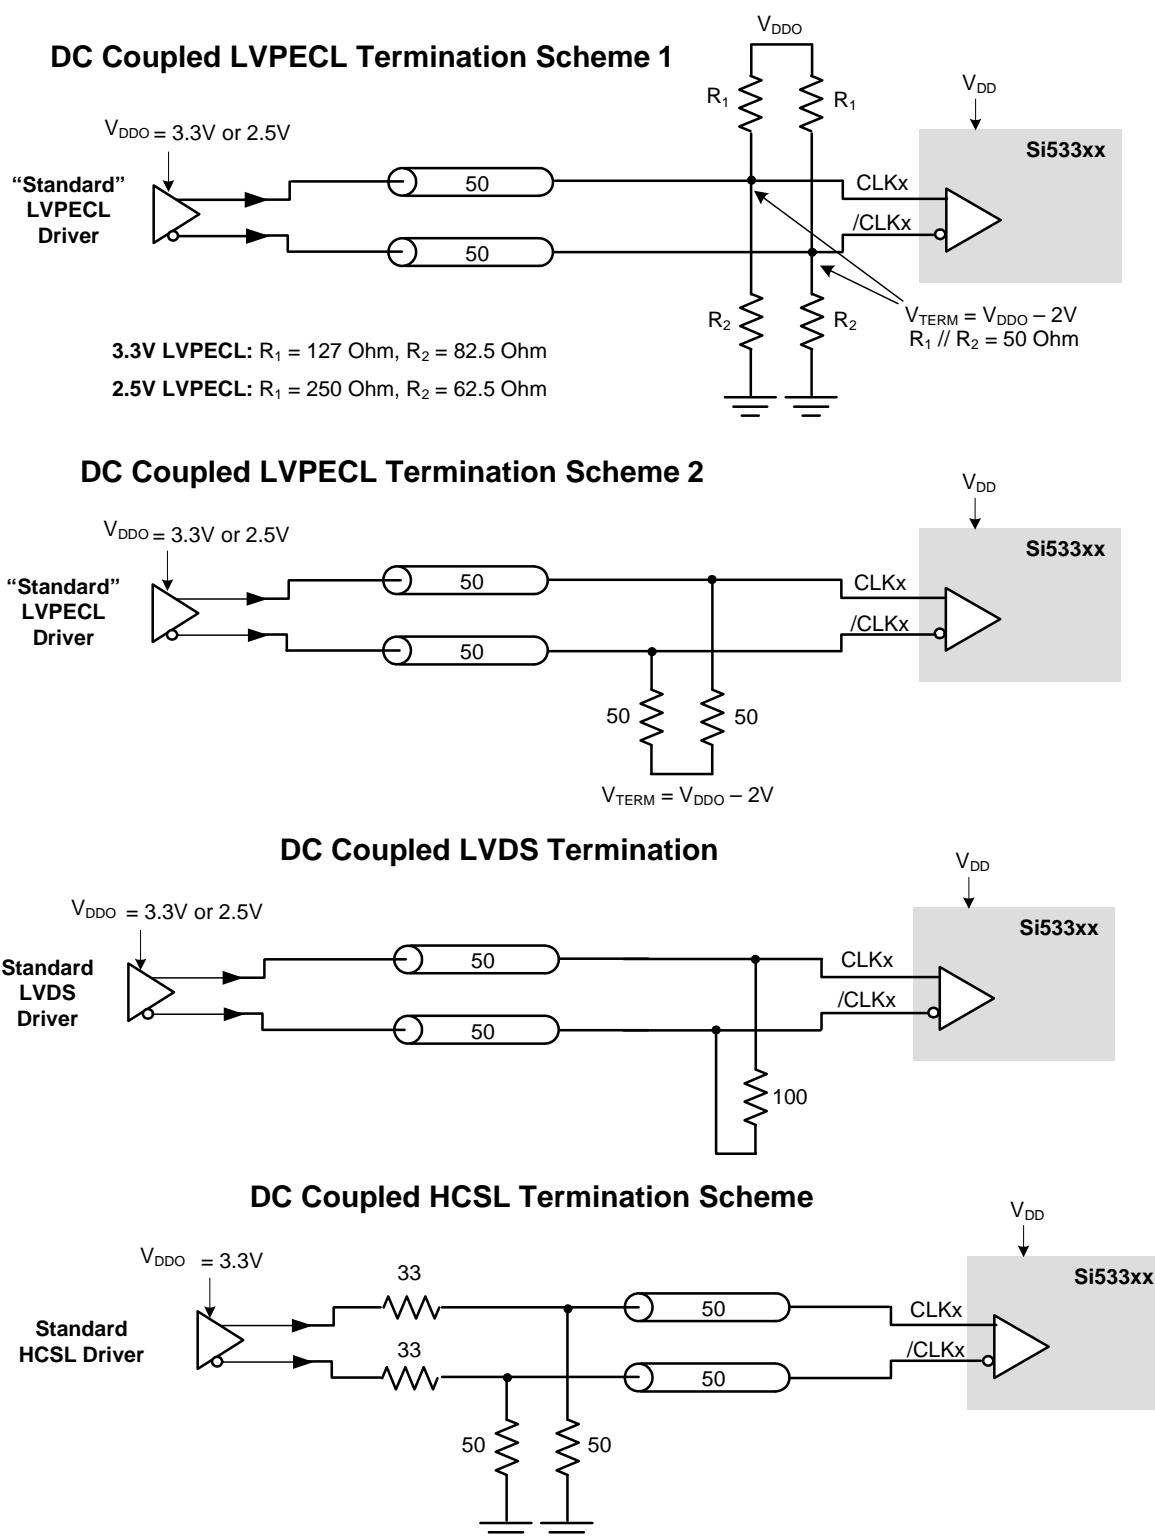 DC Coupled LVPECL Termination Scheme 1
VDDO
R1
R1
VDD
VDDO = 3.3V or 2.5V
Si533xx
“Standard”
LVPECL
Driver
50
CLKx
50
/CLKx
R2
R2
VTERM = VDDO – 2V
R1 // R2 = 50 Ohm
3.3V LVPECL: R1 = 127 Ohm, R2 = 82.5 Ohm
2.5V LVPECL: R1 = 250 Ohm, R2 = 62.5 Ohm
DC Coupled LVPECL Termination Scheme 2
VDD
VDDO = 3.3V or 2.5V
Si533xx
“Standard”
LVPECL
Driver
50
CLKx
50
/CLKx
50
50
VTERM = VDDO – 2V
DC Coupled LVDS Termination
VDD
VDDO = 3.3V or 2.5V
Si533xx
Standard
LVDS
Driver
50
CLKx
50
/CLKx
100
DC Coupled HCSL Termination Scheme
VDD
VDDO = 3.3V
Si533xx
33
Standard
HCSL Driver
50
CLKx
33
50
/CLKx
50
50